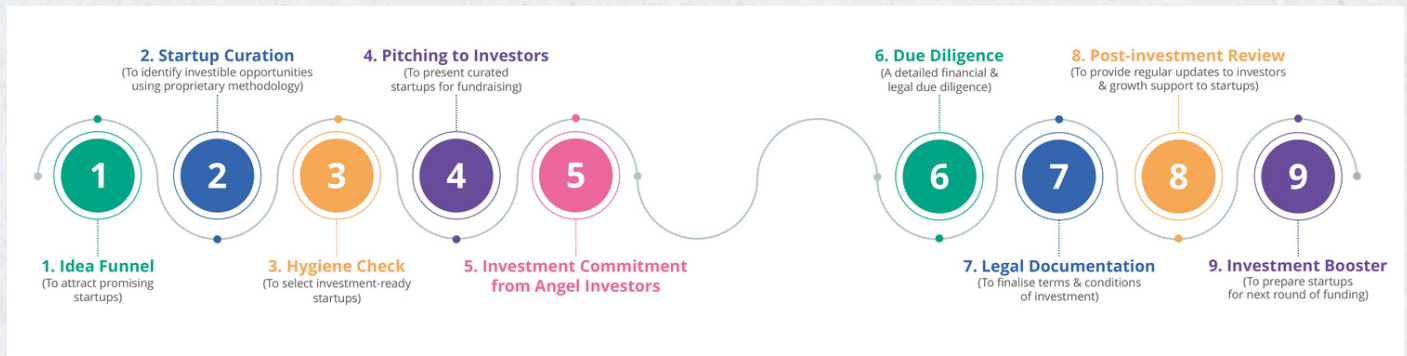 2. Startup Curation
(To identify investible opportunities
using proprietary methodology)
4. Pitching to Investors
(To present curated
startups for fundraising)
6. Due Diligence
(A detailed financial &
legal due diligence)
8. Post-investment Review
(To provide regular updates to investors
& growth support to startups)
1
2
3
4
5
6
7
8
9
1. Idea Funnel
(To attract promising
startups)
3. Hygiene Check
(To select investment-ready
startups)
5. Investment Commitment
from Angel Investors
7. Legal Documentation
(To finalise terms & conditions
of investment)
9. Investment Booster
(To prepare startups
for next round of funding)